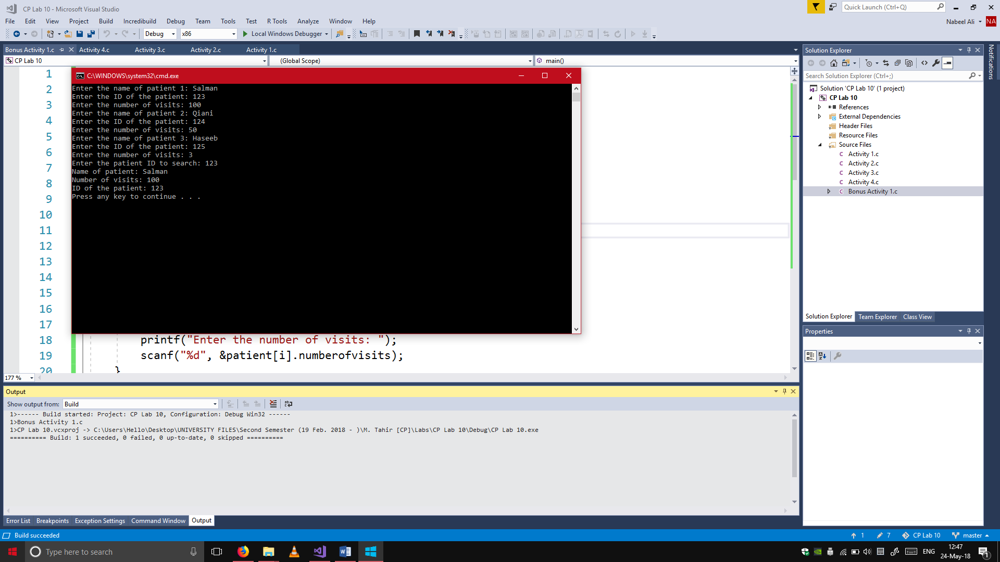 CP Lab 10 - Microsoft Visual Studio
Quick Launch (Ctrl+Q)
File Edit View Project Build Incredibuild Debug Team Tools Test R Tools Analyze Window Help
Nabeel Ali NA
Debug x86 Local Windows Debugger
Bonus Activity 1.c Activity 4.c Activity 3.c Activity 2.c Activity 1.c
CP Lab 10 (Global Scope) main()
C:\WINDOWS\system32\cmd.exe
Enter the name of patient 1: Salman
Enter the ID of the patient: 123
Enter the number of visits: 100
Enter the name of patient 2: Qiani
Enter the ID of the patient: 124
Enter the number of visits: 50
Enter the name of patient 3: Haseeb
Enter the ID of the patient: 125
Enter the number of visits: 3
Enter the patient ID to search: 123
Name of patient: Salman
Number of visits: 100
ID of the patient: 123
Press any key to continue . . .
1
2
3
4
5
6
7
8
9
10
11
12
13
14
15
16
17
18 printf("Enter the number of visits: ");
19 scanf("%d", &patient[i].numberofvisits);
20 }
177 %
Output
Show output from: Build
1>------ Build started: Project: CP Lab 10, Configuration: Debug Win32 ------
1>Bonus Activity 1.c
1>CP Lab 10.vcxproj -> C:\Users\Hello\Desktop\UNIVERSITY FILES\Second Semester (19 Feb. 2018 - )\M. Tahir [CP]\Labs\CP Lab 10\Debug\CP Lab 10.exe
========== Build: 1 succeeded, 0 failed, 0 up-to-date, 0 skipped ==========
Error List Breakpoints Exception Settings Command Window Output
Solution Explorer
Search Solution Explorer (Ctrl+;)
Solution 'CP Lab 10' (1 project)
CP Lab 10
References
External Dependencies
Header Files
Resource Files
Source Files
Activity 1.c
Activity 2.c
Activity 3.c
Activity 4.c
Bonus Activity 1.c
Solution Explorer Team Explorer Class View
Properties
Notifications
Build succeeded
1 7 CP Lab 10 master
Type here to search
ENG
12:47
24-May-18
1